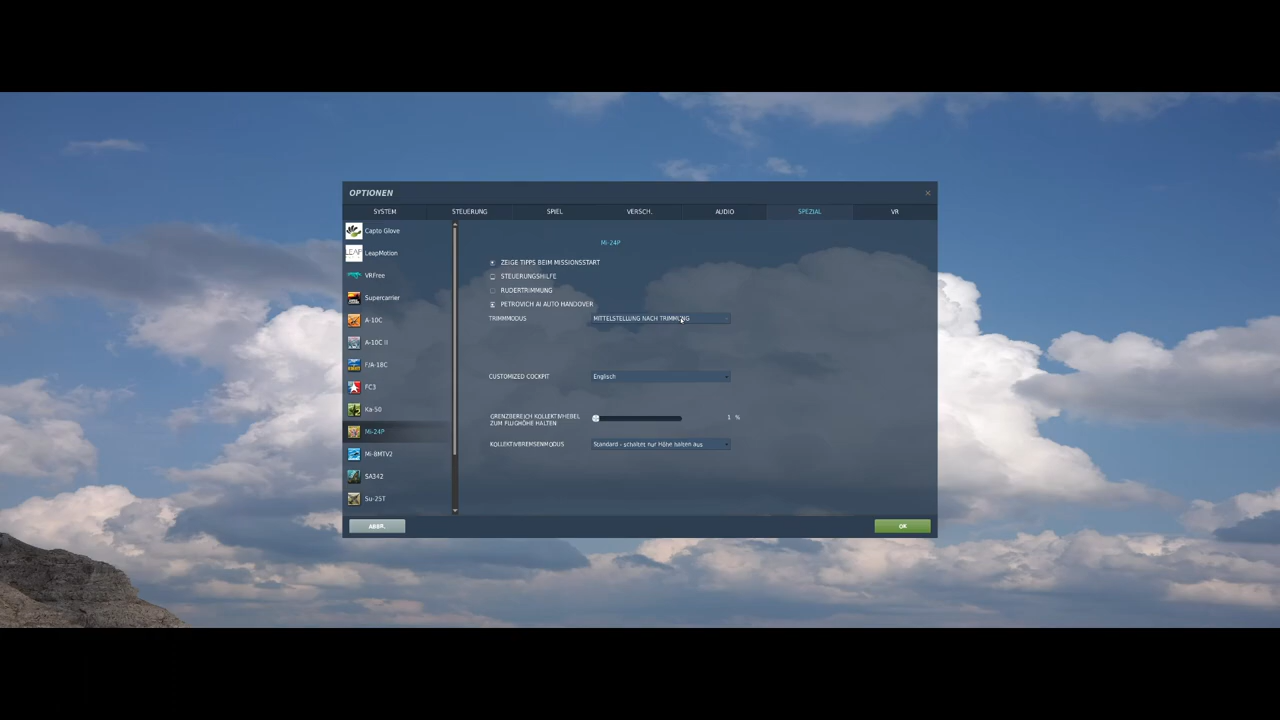 OPTIONEN
SYSTEM STEUERUNG SPIEL VERSCH. AUDIO SPEZIAL VR
Capto Glove
LEAP
LeapMotion
VRFree
Supercarrier
A-10C
A-10C II
F/A-18C
FC3
Ka-50
Mi-24P
Mi-8MTV2
SA342
Su-25T
Mi-24P
ZEIGE TIPPS BEIM MISSIONSSTART
STEUERUNGSHILFE
RUDERTRIMMUNG
PETROVICH AI AUTO HANDOVER
TRIMMMODUS MITTELSTELLUNG NACH TRIMMUNG
CUSTOMIZED COCKPIT Englisch
GRENZBEREICH KOLLEKTIVHEBEL
ZUM FLUGHÖHE HALTEN 1 %
KOLLEKTIVBREMSENMODUS Standard - schaltet nur Höhe halten aus
ABBR. OK